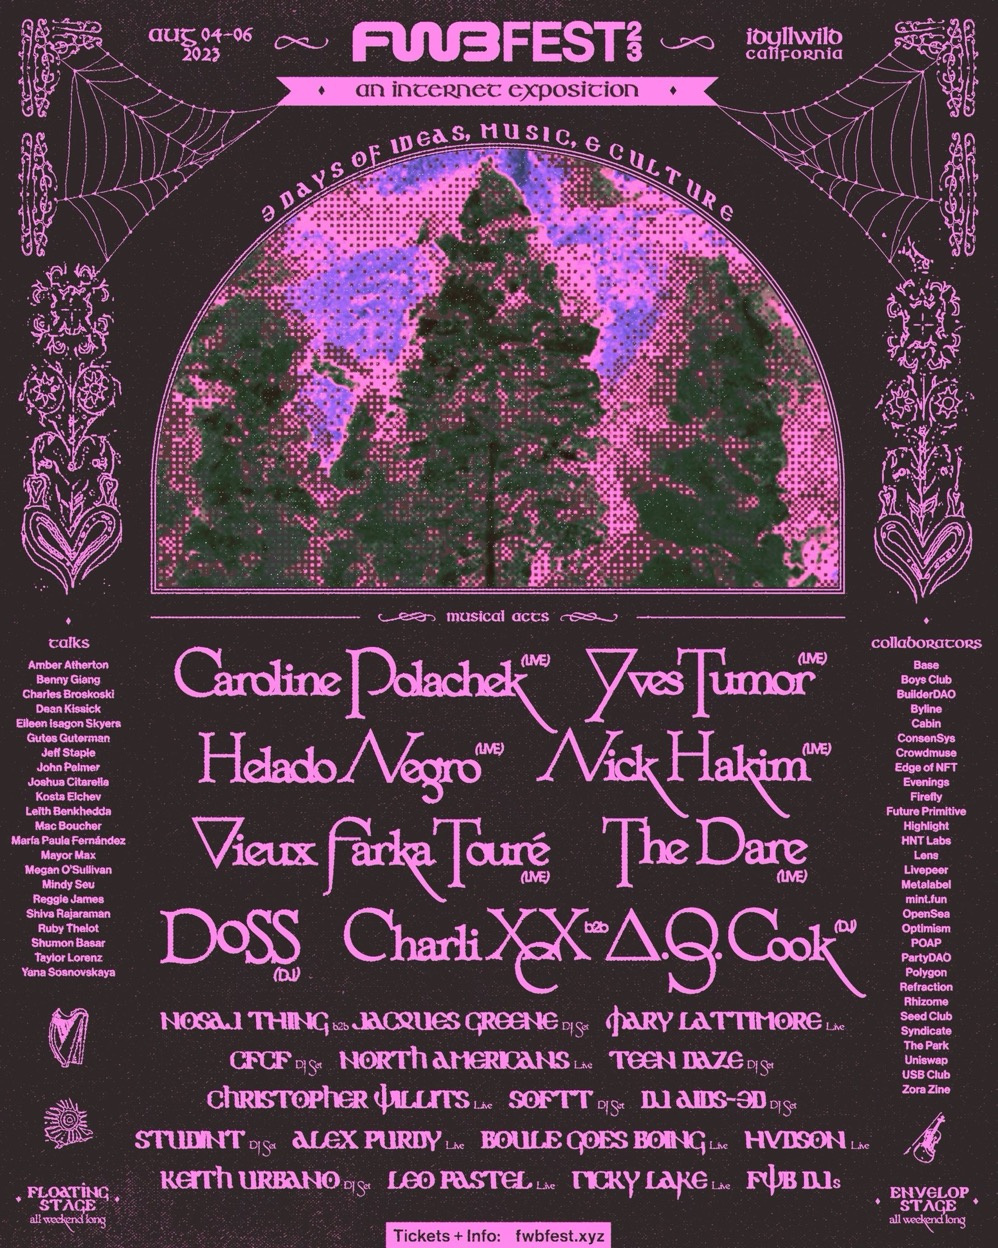 AUG 04-06
2023
FWBFEST23
idyllwild
california
an internet exposition
3 DAYS OF IDEAS, MUSIC, & CULTURE
musical acts
talks
Amber Atherton
Benny Giang
Charles Broskoski
Dean Kissick
Eileen Isagon Skyers
Gutes Guterman
Jeff Staple
John Palmer
Joshua Citarella
Kosta Elchev
Leith Benkhedda
Mac Boucher
María Paula Fernández
Mayor Max
Megan O'Sullivan
Mindy Seu
Reggie James
Shiva Rajaraman
Ruby Thelot
Shumon Basar
Taylor Lorenz
Yana Sosnovskaya
Caroline Polachek (LIVE) Yves Tumor (LIVE)
Helado Negro (LIVE) Nick Hakim (LIVE)
Vieux Farka Touré (LIVE) The Dare (LIVE)
DOSS (DJ) Charli XCX b2b A.G. Cook (DJ)
NOSAJ THING b2b JACQUES GREENE DJ Set MARY LATTIMORE Live
CFCF DJ Set NORTH AMERICANS Live TEEN DAZE DJ Set
CHRISTOPHER WILLITS Live SOFTT DJ Set DJ AIDS-3D DJ Set
STUDNT DJ Set ALEX PURDY Live BOULE GOES BOING Live HVDSON Live
KEITH URBANO DJ Set LEO PASTEL Live NICKY LAKE Live FWB DJs
collaborators
Base
Boys Club
BuilderDAO
Byline
Cabin
ConsenSys
Crowdmuse
Edge of NFT
Evenings
Firefly
Future Primitive
Highlight
HNT Labs
Lens
Livepeer
Metalabel
mint.fun
OpenSea
Optimism
POAP
PartyDAO
Polygon
Refraction
Rhizome
Seed Club
Syndicate
The Park
Uniswap
USB Club
Zora Zine
FLOATING
STAGE
all weekend long
ENVELOP
STAGE
all weekend long
Tickets + Info: fwbfest.xyz